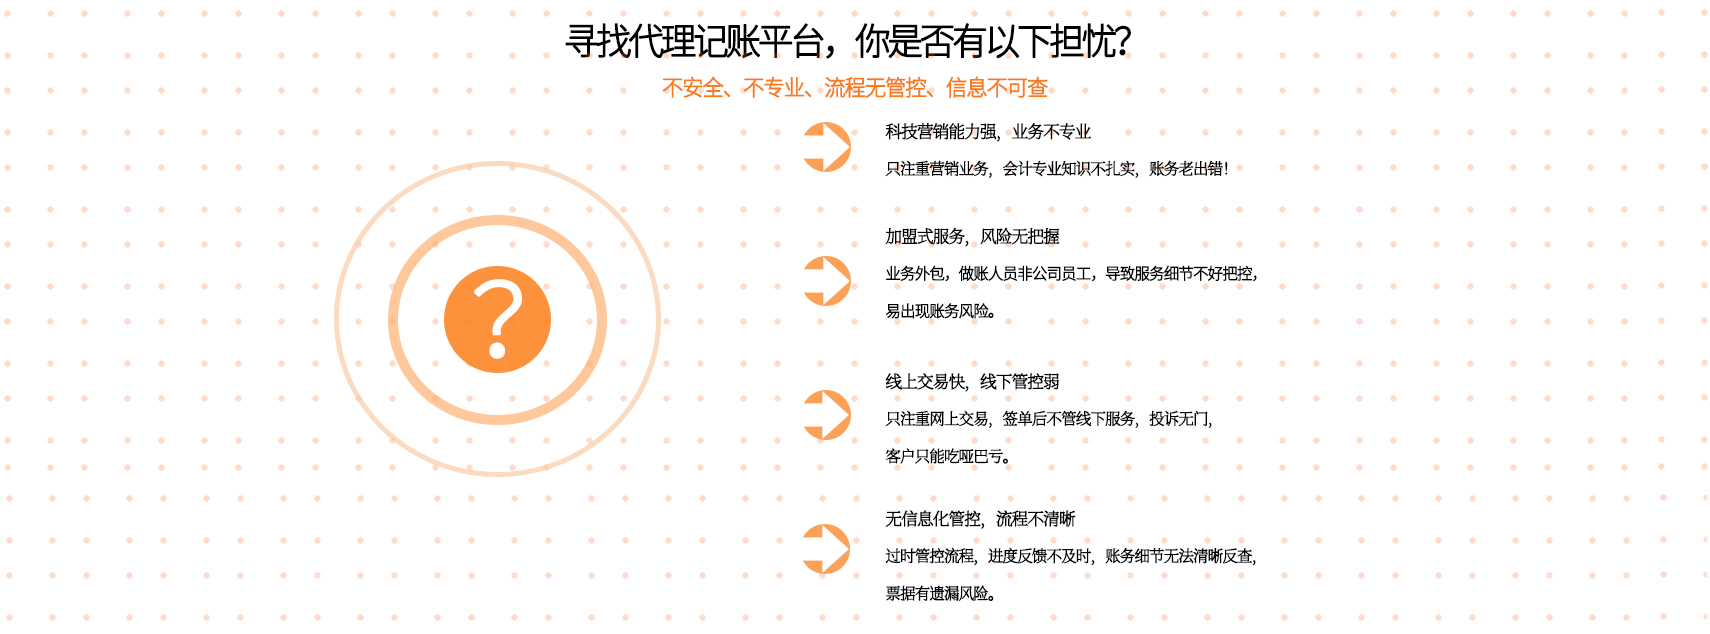 寻找代理记账平台，你是否有以下担忧？
不安全、不专业、流程无管控、信息不可查
科技营销能力强，业务不专业
只注重营销业务，会计专业知识不扎实，账务老出错！
加盟式服务，风险无把握
业务外包，做账人员非公司员工，导致服务细节不好把控，
易出现账务风险。
线上交易快，线下管控弱
只注重网上交易，签单后不管线下服务，投诉无门，
客户只能吃哑巴亏。
无信息化管控，流程不清晰
过时管控流程，进度反馈不及时，账务细节无法清晰反查，
票据有遗漏风险。